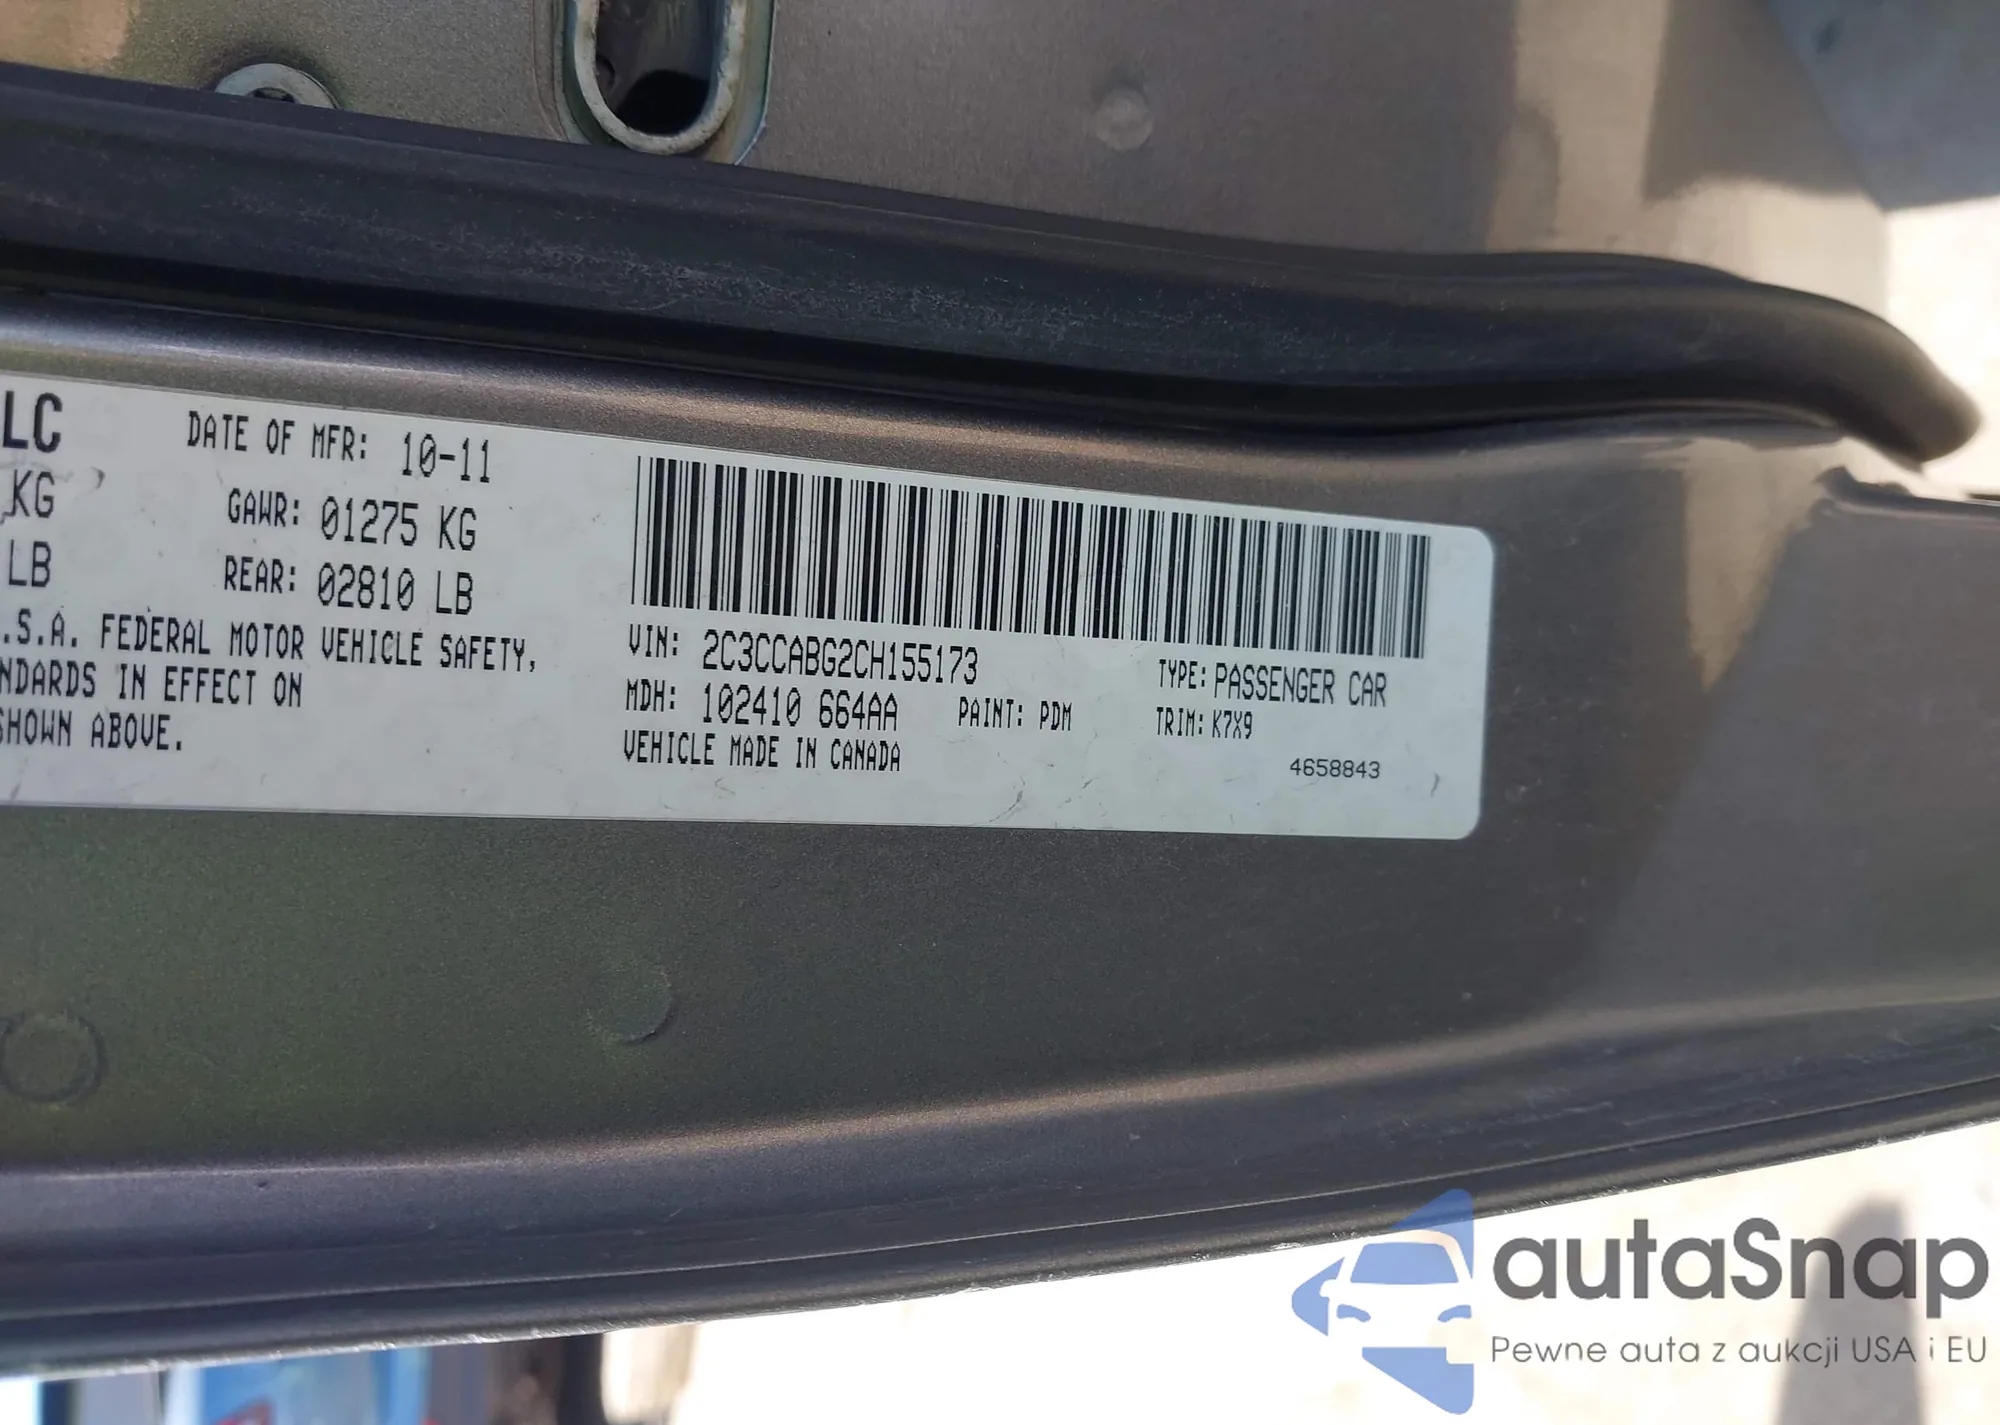 LC DATE OF MFR: 10-11
KG GAWR: 01275 KG
LB REAR: 02810 LB
.S.A. FEDERAL MOTOR VEHICLE SAFETY,
NDARDS IN EFFECT ON
SHOWN ABOVE.
VIN: 2C3CCABG2CH155173 TYPE: PASSENGER CAR
MDH: 102410 664AA PAINT: PDM TRIM: K7X9
VEHICLE MADE IN CANADA 4658843
autaSnap
Pewne auta z aukcji USA i EU